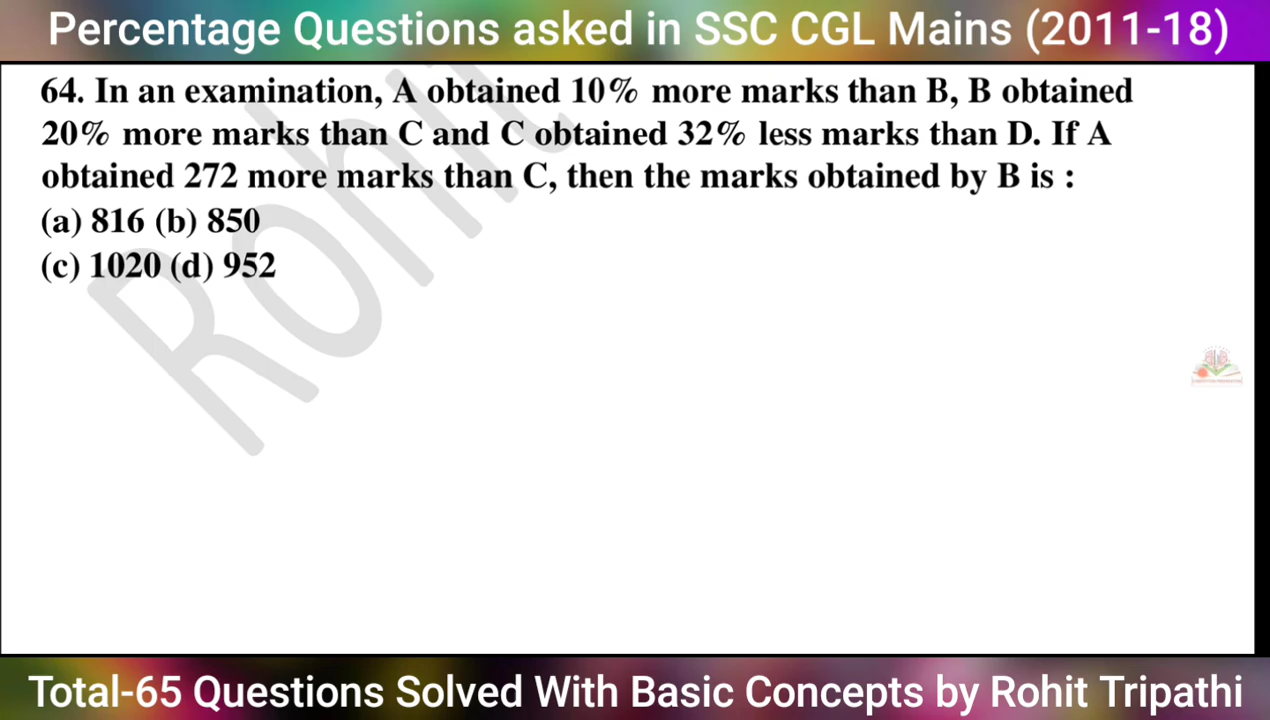 Percentage Questions asked in SSC CGL Mains (2011-18)
64. In an examination, A obtained 10% more marks than B, B obtained
20% more marks than C and C obtained 32% less marks than D. If A
obtained 272 more marks than C, then the marks obtained by B is :
(a) 816 (b) 850
(c) 1020 (d) 952
Rohit
Total-65 Questions Solved With Basic Concepts by Rohit Tripathi